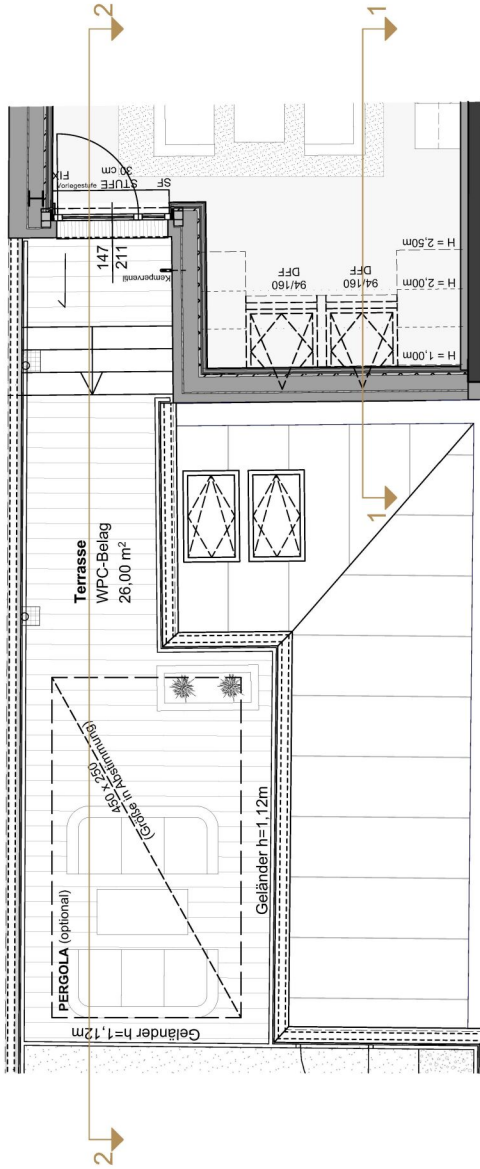 2
1
FIX
Vorlegestufe STUFE
30 cm
SF
147
211
Kemperventil
94/160
DFF
94/160
DFF
H = 1,00m
H = 2,00m
H = 2,50m
Terrasse
WPC-Belag
26,00 m²
1
450 x 250
(Größe in Abstimmung)
PERGOLA (optional)
Geländer h=1,12m
Geländer h=1,12m
2